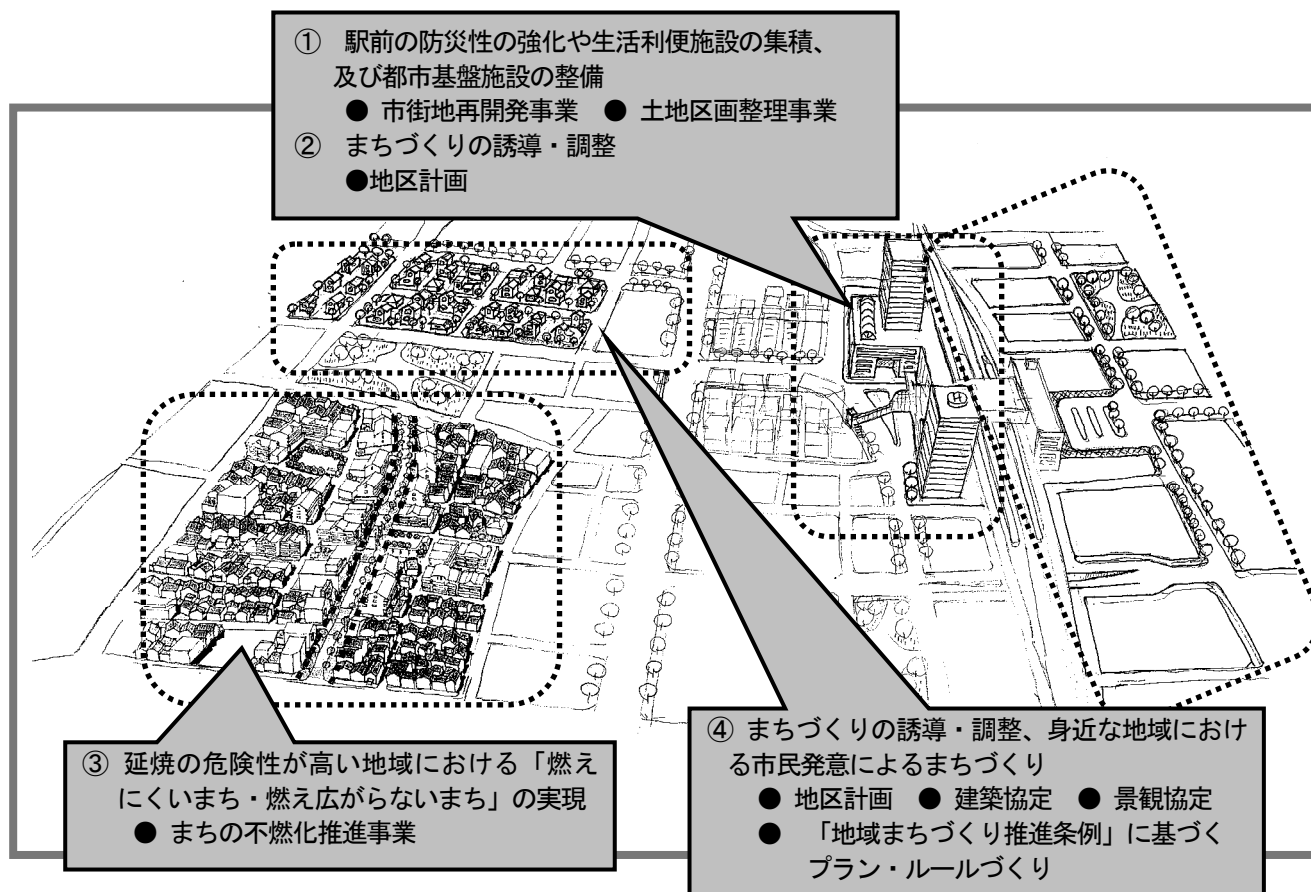 ① 駅前の防災性の強化や生活利便施設の集積、
及び都市基盤施設の整備
● 市街地再開発事業 ● 土地区画整理事業
② まちづくりの誘導・調整
●地区計画
③ 延焼の危険性が高い地域における「燃え
にくいまち・燃え広がらないまち」の実現
● まちの不燃化推進事業
④ まちづくりの誘導・調整、身近な地域におけ
る市民発意によるまちづくり
● 地区計画 ● 建築協定 ● 景観協定
● 「地域まちづくり推進条例」に基づく
プラン・ルールづくり
H